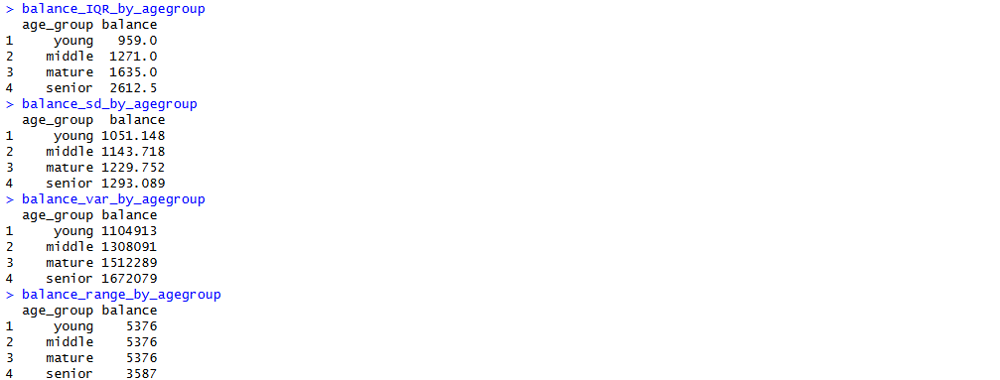 > balance_IQR_by_agegroup
  age_group balance
1     young   959.0
2    middle  1271.0
3    mature  1635.0
4    senior  2612.5
> balance_sd_by_agegroup
  age_group  balance
1     young 1051.148
2    middle 1143.718
3    mature 1229.752
4    senior 1293.089
> balance_var_by_agegroup
  age_group balance
1     young 1104913
2    middle 1308091
3    mature 1512289
4    senior 1672079
> balance_range_by_agegroup
  age_group balance
1     young    5376
2    middle    5376
3    mature    5376
4    senior    3587